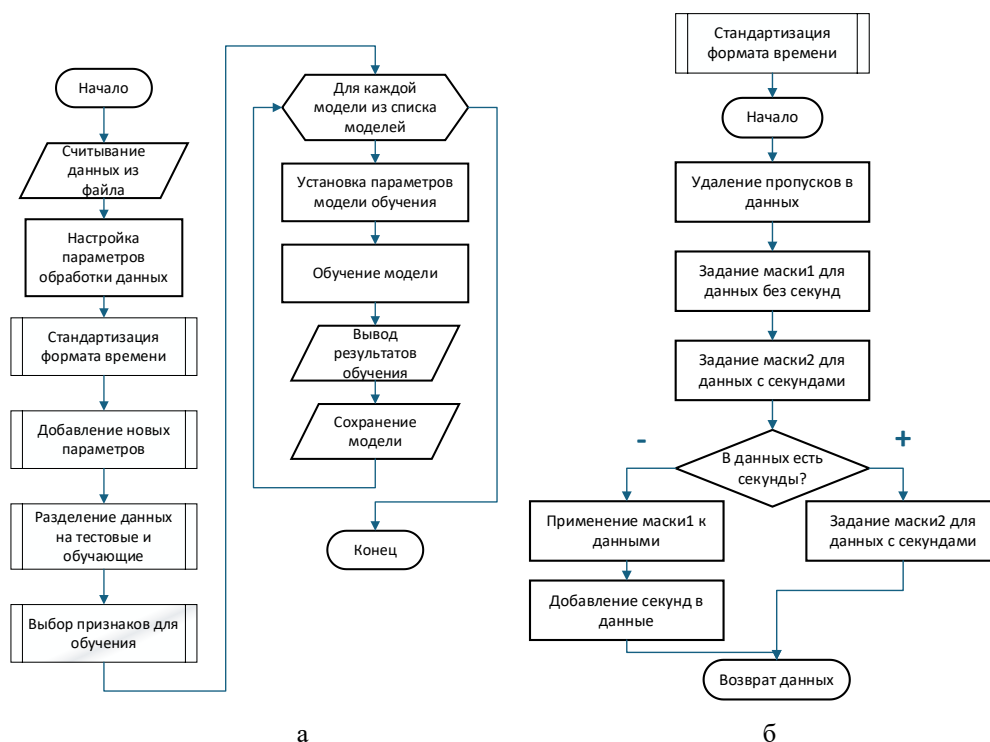 Начало
Считывание
данных из
файла
Настройка
параметров
обработки данных
Стандартизация
формата времени
Добавление новых
параметров
Разделение данных
на тестовые и
обучающие
Выбор признаков для
обучения
Для каждой
модели из списка
моделей
Установка параметров
модели обучения
Обучение модели
Вывод
результатов
обучения
Сохранение
модели
Конец
а
Стандартизация
формата времени
Начало
Удаление пропусков в
данных
Задание маски1 для
данных без секунд
Задание маски2 для
данных с секундами
В данных есть
секунды?
-
+
Применение маски1 к
данными
Добавление секунд в
данные
Задание маски2 для
данных с секундами
Возврат данных
б